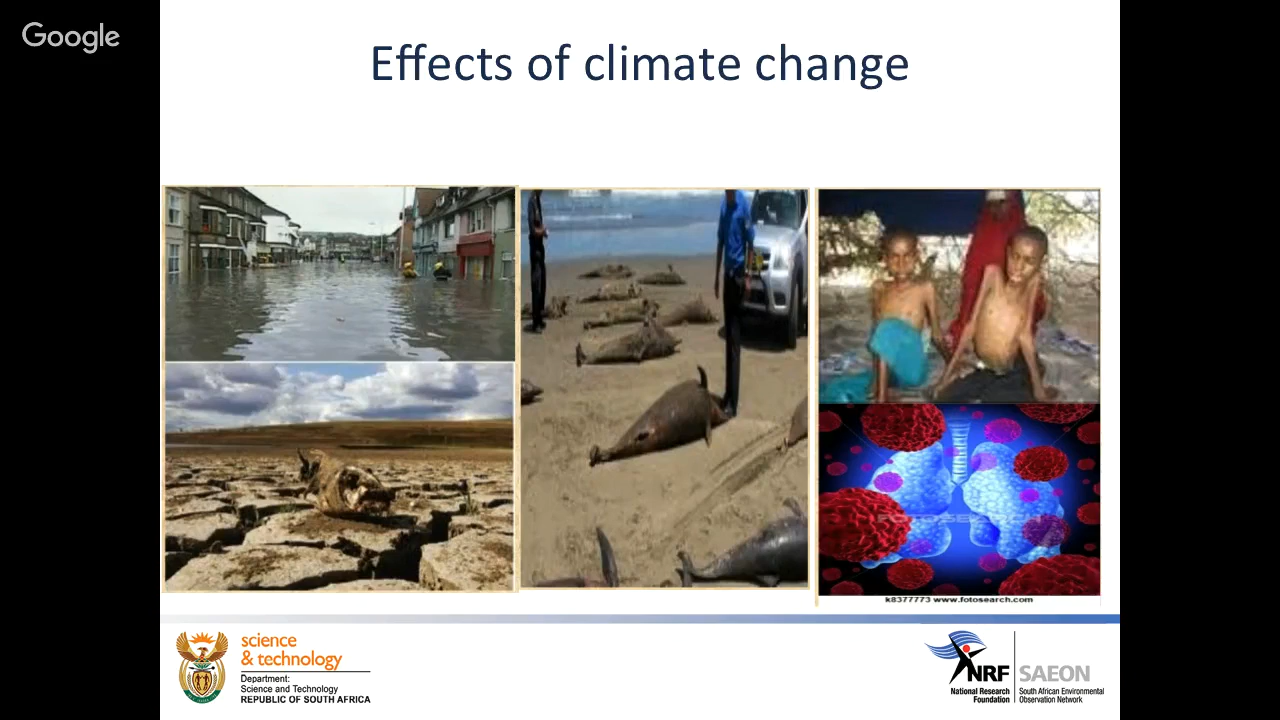 Google
Effects of climate change
FOTOSEARCH
k8377773 www.fotosearch.com
science
& technology
Department:
Science and Technology
REPUBLIC OF SOUTH AFRICA
NRF
National Research
Foundation
SAEON
South African Environmental
Observation Network